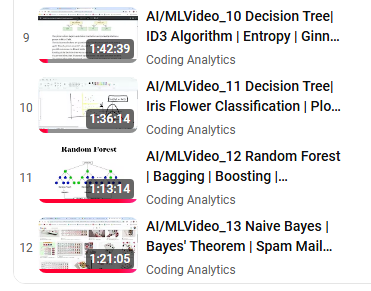 9
1:42:39
AI/MLVideo_10 Decision Tree|
ID3 Algorithm | Entropy | Ginn...
Coding Analytics
10
1:36:14
AI/MLVideo_11 Decision Tree|
Iris Flower Classification | Plo...
Coding Analytics
11
Random Forest
1:13:14
AI/MLVideo_12 Random Forest
| Bagging | Boosting |...
Coding Analytics
12
1:21:05
AI/MLVideo_13 Naive Bayes |
Bayes' Theorem | Spam Mail...
Coding Analytics